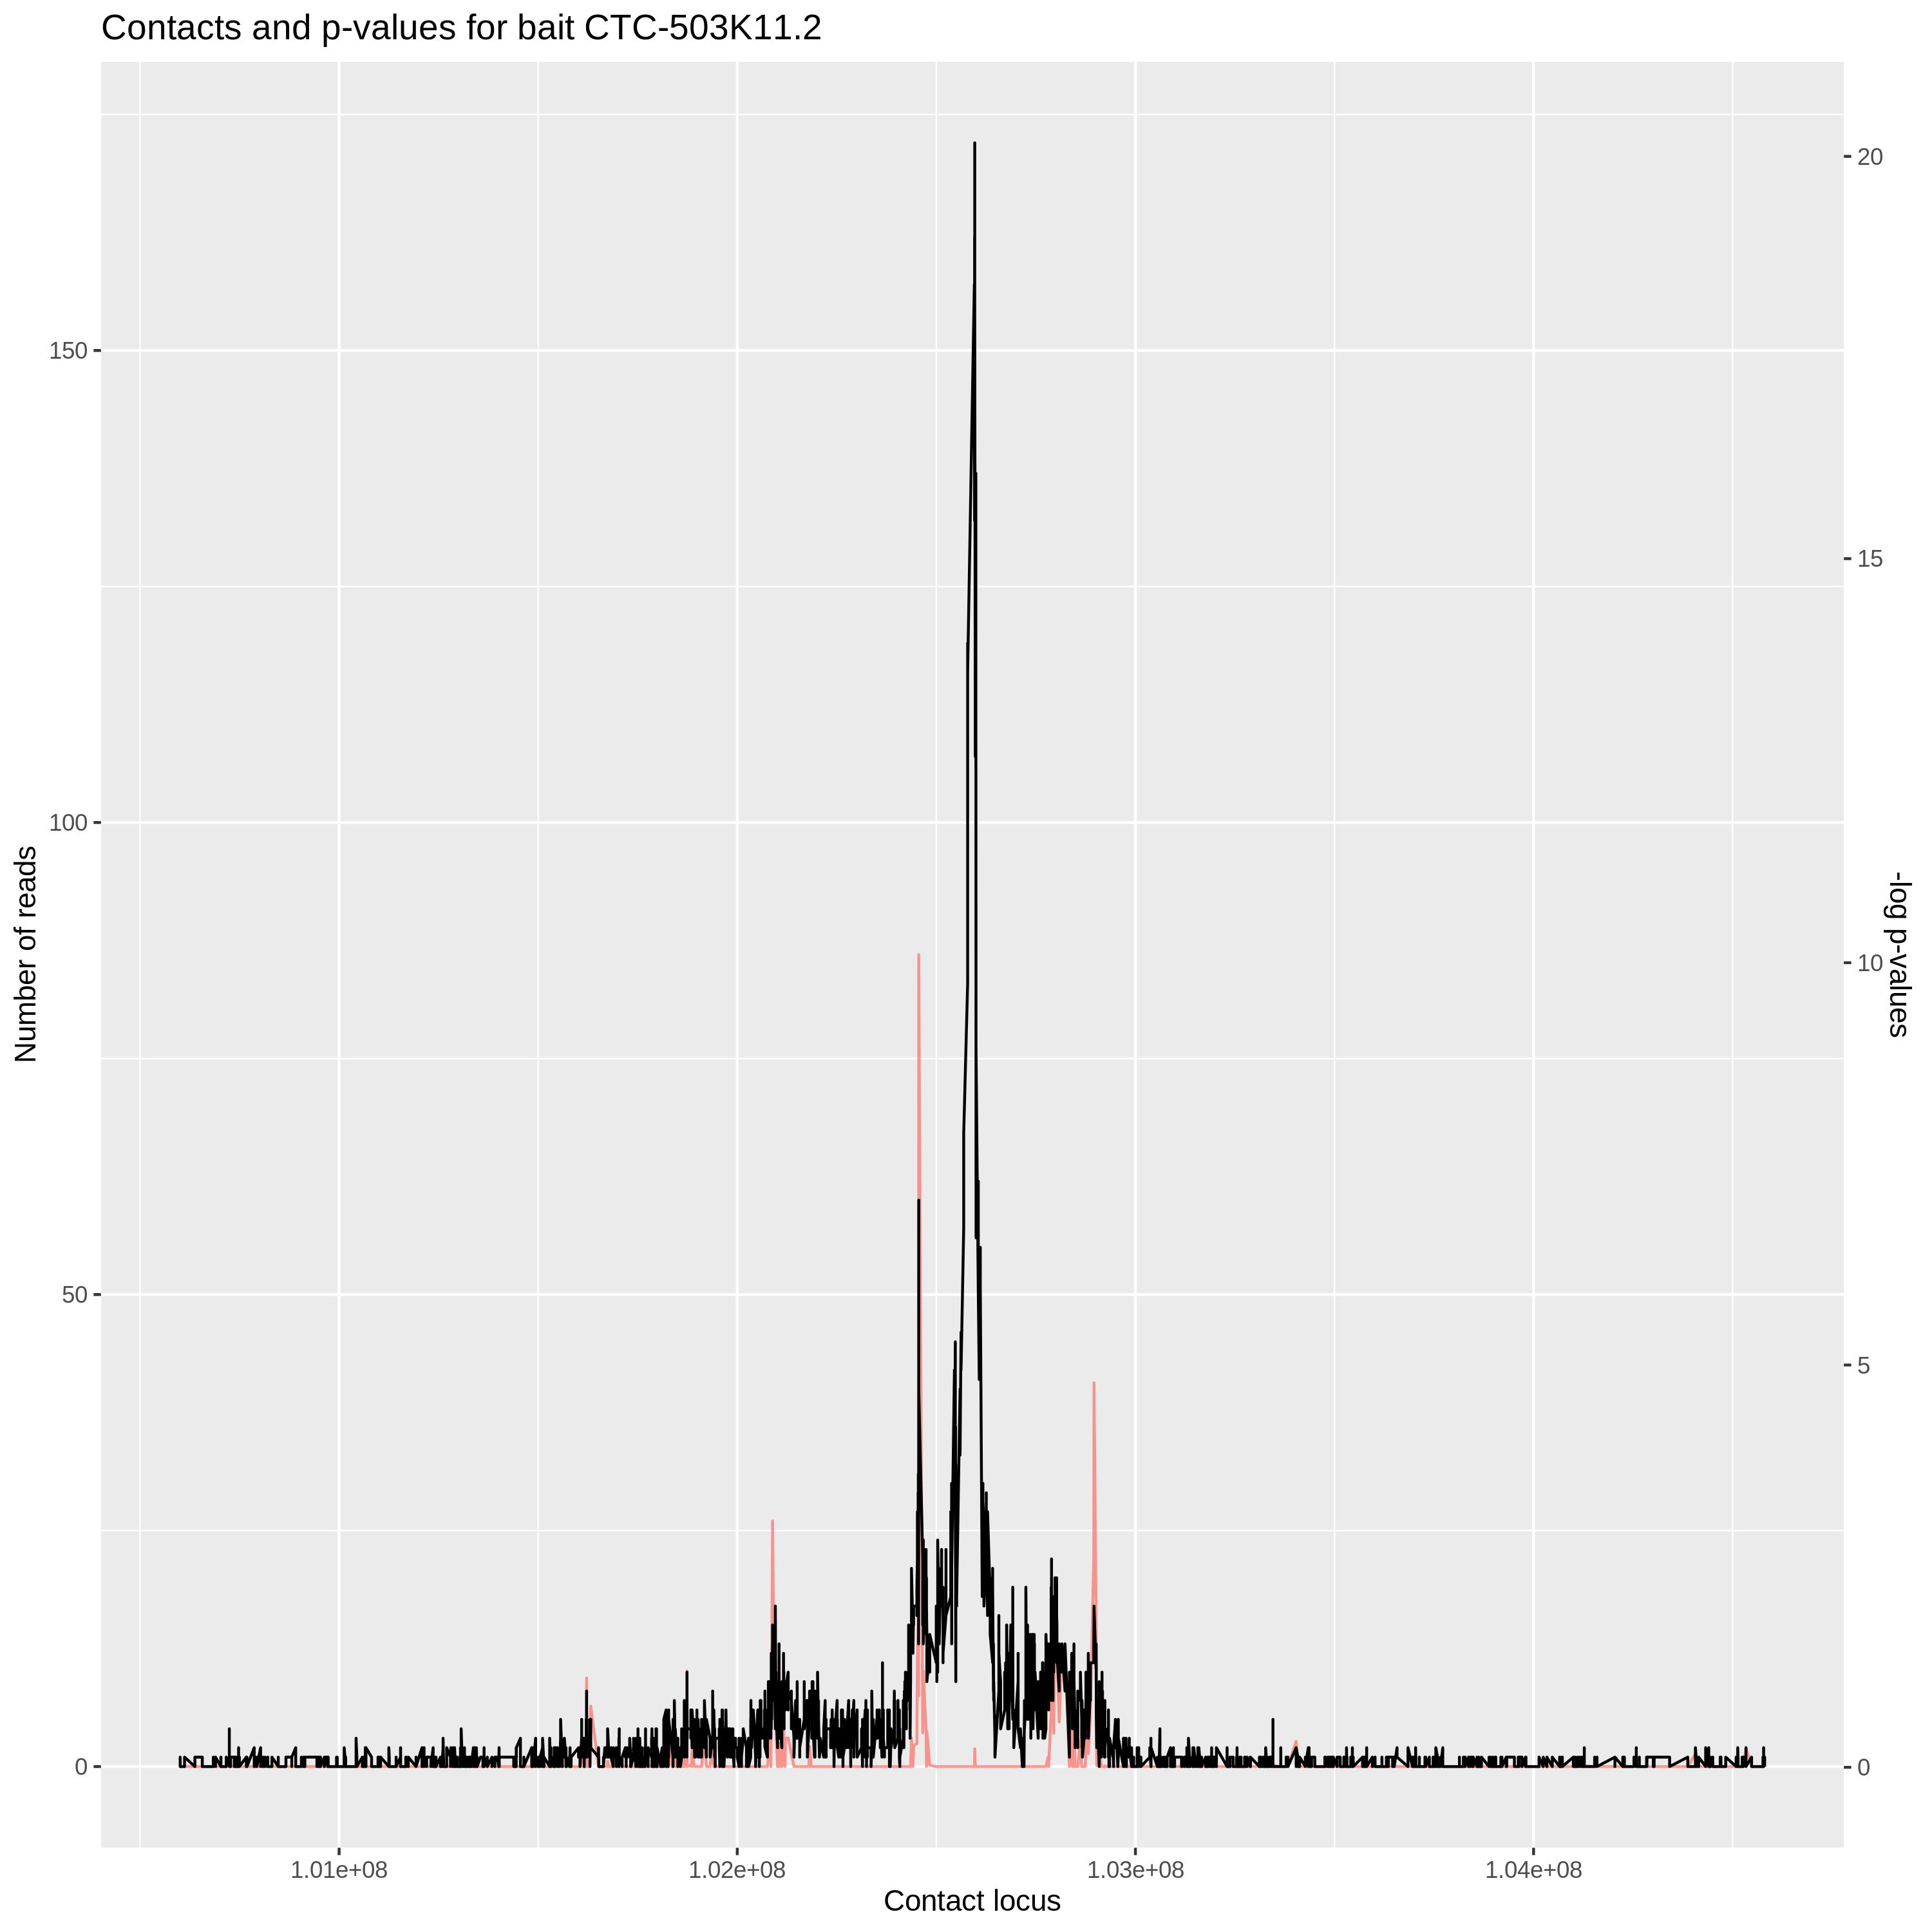 Contacts and p-values for bait CTC-503K11.2
Number of reads
150
100
50
0
20
15
10
5
0
-log p-values
1.01e+08
1.02e+08
1.03e+08
1.04e+08
Contact locus